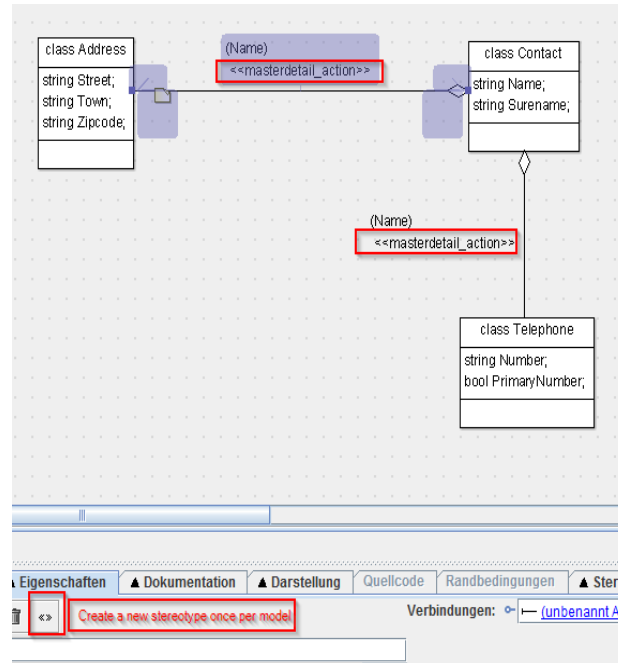 class Address
string Street;
string Town;
string Zipcode;
(Name)
<<masterdetail_action>>
class Contact
string Name;
string Surename;
(Name)
<<masterdetail_action>>
class Telephone
string Number;
bool PrimaryNumber;
Eigenschaften ▲ Dokumentation ▲ Darstellung Quellcode Randbedingungen ▲ Ster
«» Create a new stereotype once per model Verbindungen: (unbenannt A